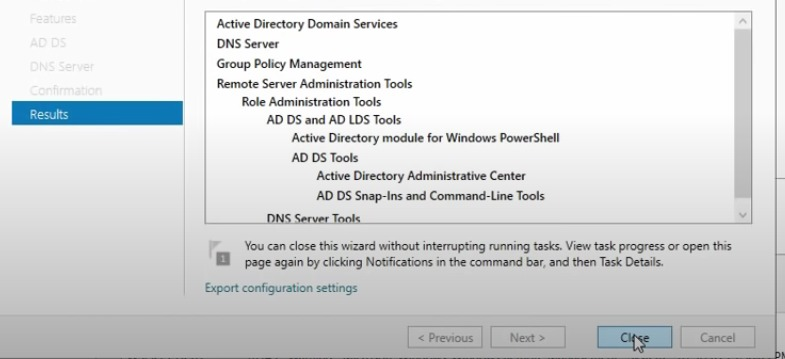 Features
AD DS
DNS Server
Confirmation
Results
Active Directory Domain Services
DNS Server
Group Policy Management
Remote Server Administration Tools
Role Administration Tools
AD DS and AD LDS Tools
Active Directory module for Windows PowerShell
AD DS Tools
Active Directory Administrative Center
AD DS Snap-Ins and Command-Line Tools
DNS Server Tools
1
You can close this wizard without interrupting running tasks. View task progress or open this
page again by clicking Notifications in the command bar, and then Task Details.
Export configuration settings
< Previous
Next >
Close
Cancel